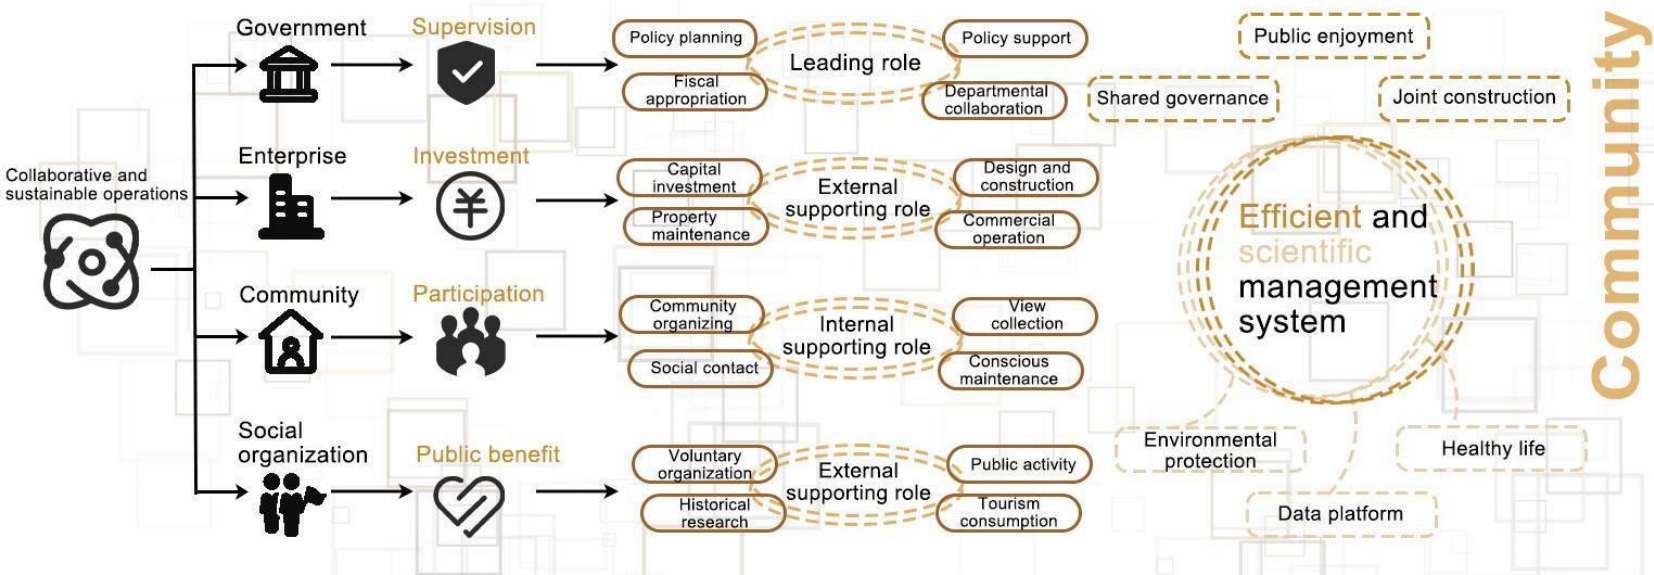 Collaborative and
sustainable operations
Government
Supervision
Policy planning
Fiscal
appropriation
Leading role
Policy support
Departmental
collaboration
Enterprise
Investment
Capital
investment
Property
maintenance
External
supporting role
Design and
construction
Commercial
operation
Community
Participation
Community
organizing
Social contact
Internal
supporting role
View
collection
Conscious
maintenance
Social
organization
Public benefit
Voluntary
organization
Historical
research
External
supporting role
Public activity
Tourism
consumption
Public enjoyment
Shared governance
Joint construction
Efficient and
scientific
management
system
Environmental
protection
Healthy life
Data platform
Community